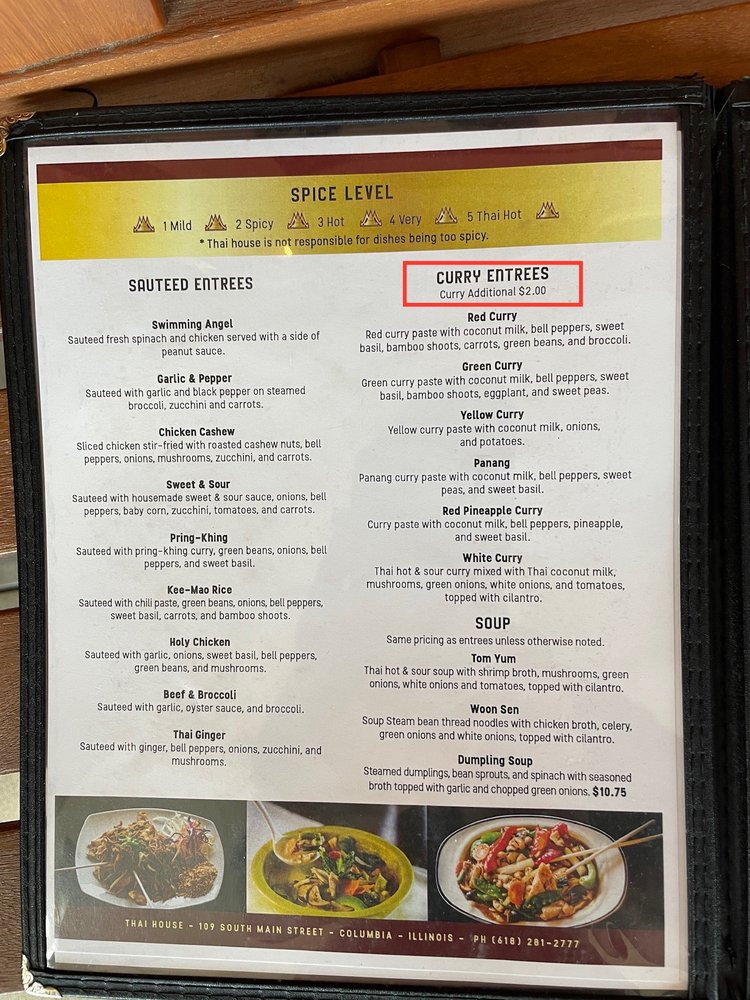 SPICE LEVEL
1 Mild 2 Spicy 3 Hot 4 Very 5 Thai Hot
* Thai house is not responsible for dishes being too spicy.
SAUTEED ENTREES
Swimming Angel
Sauteed fresh spinach and chicken served with a side of
peanut sauce.
Garlic & Pepper
Sauteed with garlic and black pepper on steamed
broccoli, zucchini and carrots.
Chicken Cashew
Sliced chicken stir-fried with roasted cashew nuts, bell
peppers, onions, mushrooms, zucchini, and carrots.
Sweet & Sour
Sauteed with housemade sweet & sour sauce, onions, bell
peppers, baby corn, zucchini, tomatoes, and carrots.
Pring-Khing
Sauteed with pring-khing curry, green beans, onions, bell
peppers, and sweet basil.
Kee-Mao Rice
Sauteed with chili paste, green beans, onions, bell peppers,
sweet basil, carrots, and bamboo shoots.
Holy Chicken
Sauteed with garlic, onions, sweet basil, bell peppers,
green beans, and mushrooms.
Beef & Broccoli
Sauteed with garlic, oyster sauce, and broccoli.
Thai Ginger
Sauteed with ginger, bell peppers, onions, zucchini, and
mushrooms.
CURRY ENTREES
Curry Additional $2.00
Red Curry
Red curry paste with coconut milk, bell peppers, sweet
basil, bamboo shoots, carrots, green beans, and broccoli.
Green Curry
Green curry paste with coconut milk, bell peppers, sweet
basil, bamboo shoots, eggplant, and sweet peas.
Yellow Curry
Yellow curry paste with coconut milk, onions,
and potatoes.
Panang
Panang curry paste with coconut milk, bell peppers, sweet
peas, and sweet basil.
Red Pineapple Curry
Curry paste with coconut milk, bell peppers, pineapple,
and sweet basil.
White Curry
Thai hot & sour curry mixed with Thai coconut milk,
mushrooms, green onions, white onions, and tomatoes,
topped with cilantro.
SOUP
Same pricing as entrees unless otherwise noted.
Tom Yum
Thai hot & sour soup with shrimp broth, mushrooms, green
onions, white onions and tomatoes, topped with cilantro.
Woon Sen
Soup Steam bean thread noodles with chicken broth, celery,
green onions and white onions, topped with cilantro.
Dumpling Soup
Steamed dumplings, bean sprouts, and spinach with seasoned
broth topped with garlic and chopped green onions. $10.75
THAI HOUSE - 109 SOUTH MAIN STREET - COLUMBIA - ILLINOIS - PH (618) 281-2777